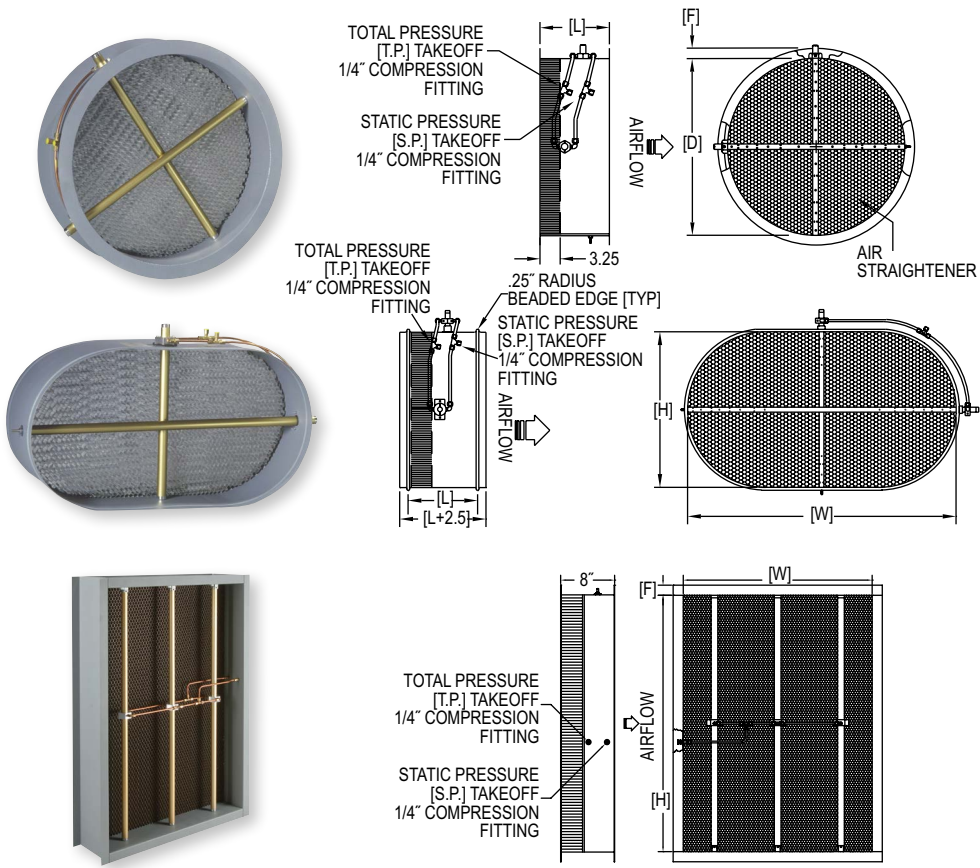 [L]
TOTAL PRESSURE
[T.P.] TAKEOFF
1/4˝ COMPRESSION
FITTING
STATIC PRESSURE
[S.P.] TAKEOFF
1/4˝ COMPRESSION
FITTING
AIRFLOW
3.25
[F]
[D]
AIR
STRAIGHTENER
TOTAL PRESSURE
[T.P.] TAKEOFF
1/4˝ COMPRESSION
FITTING
.25˝ RADIUS
BEADED EDGE [TYP]
STATIC PRESSURE
[S.P.] TAKEOFF
1/4˝ COMPRESSION
FITTING
AIRFLOW
[L]
[L+2.5]
[H]
[W]
8˝
TOTAL PRESSURE
[T.P.] TAKEOFF
1/4˝ COMPRESSION
FITTING
STATIC PRESSURE
[S.P.] TAKEOFF
1/4˝ COMPRESSION
FITTING
AIRFLOW
[F]
[W]
[H]